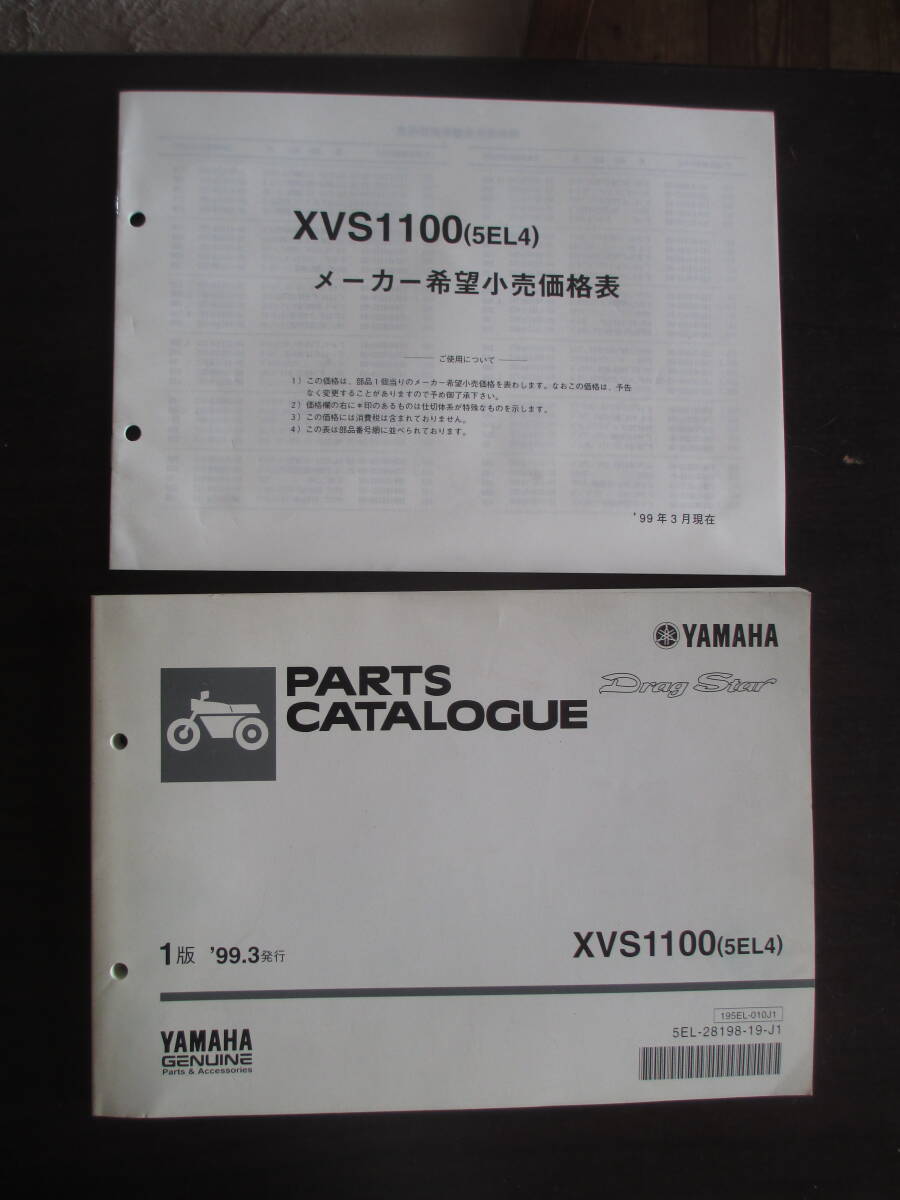 XVS1100(5EL4)
メーカー希望小売価格表
ご使用について
1）この価格は、部品1個当りのメーカー希望小売価格を表わします。なおこの価格は、予告
なく変更することがありますので予め御了承下さい。
2）価格欄の右に＊印のあるものは仕切体系が特殊なものを示します。
3）この価格には消費税は含まれておりません。
4）この表は部品番号順に並べられております。
'99年3月現在
YAMAHA
Drag Star
PARTS
CATALOGUE
1版 '99.3発行
XVS1100(5EL4)
195EL-010J1
5EL-28198-19-J1
YAMAHA
GENUINE
Parts & Accessories